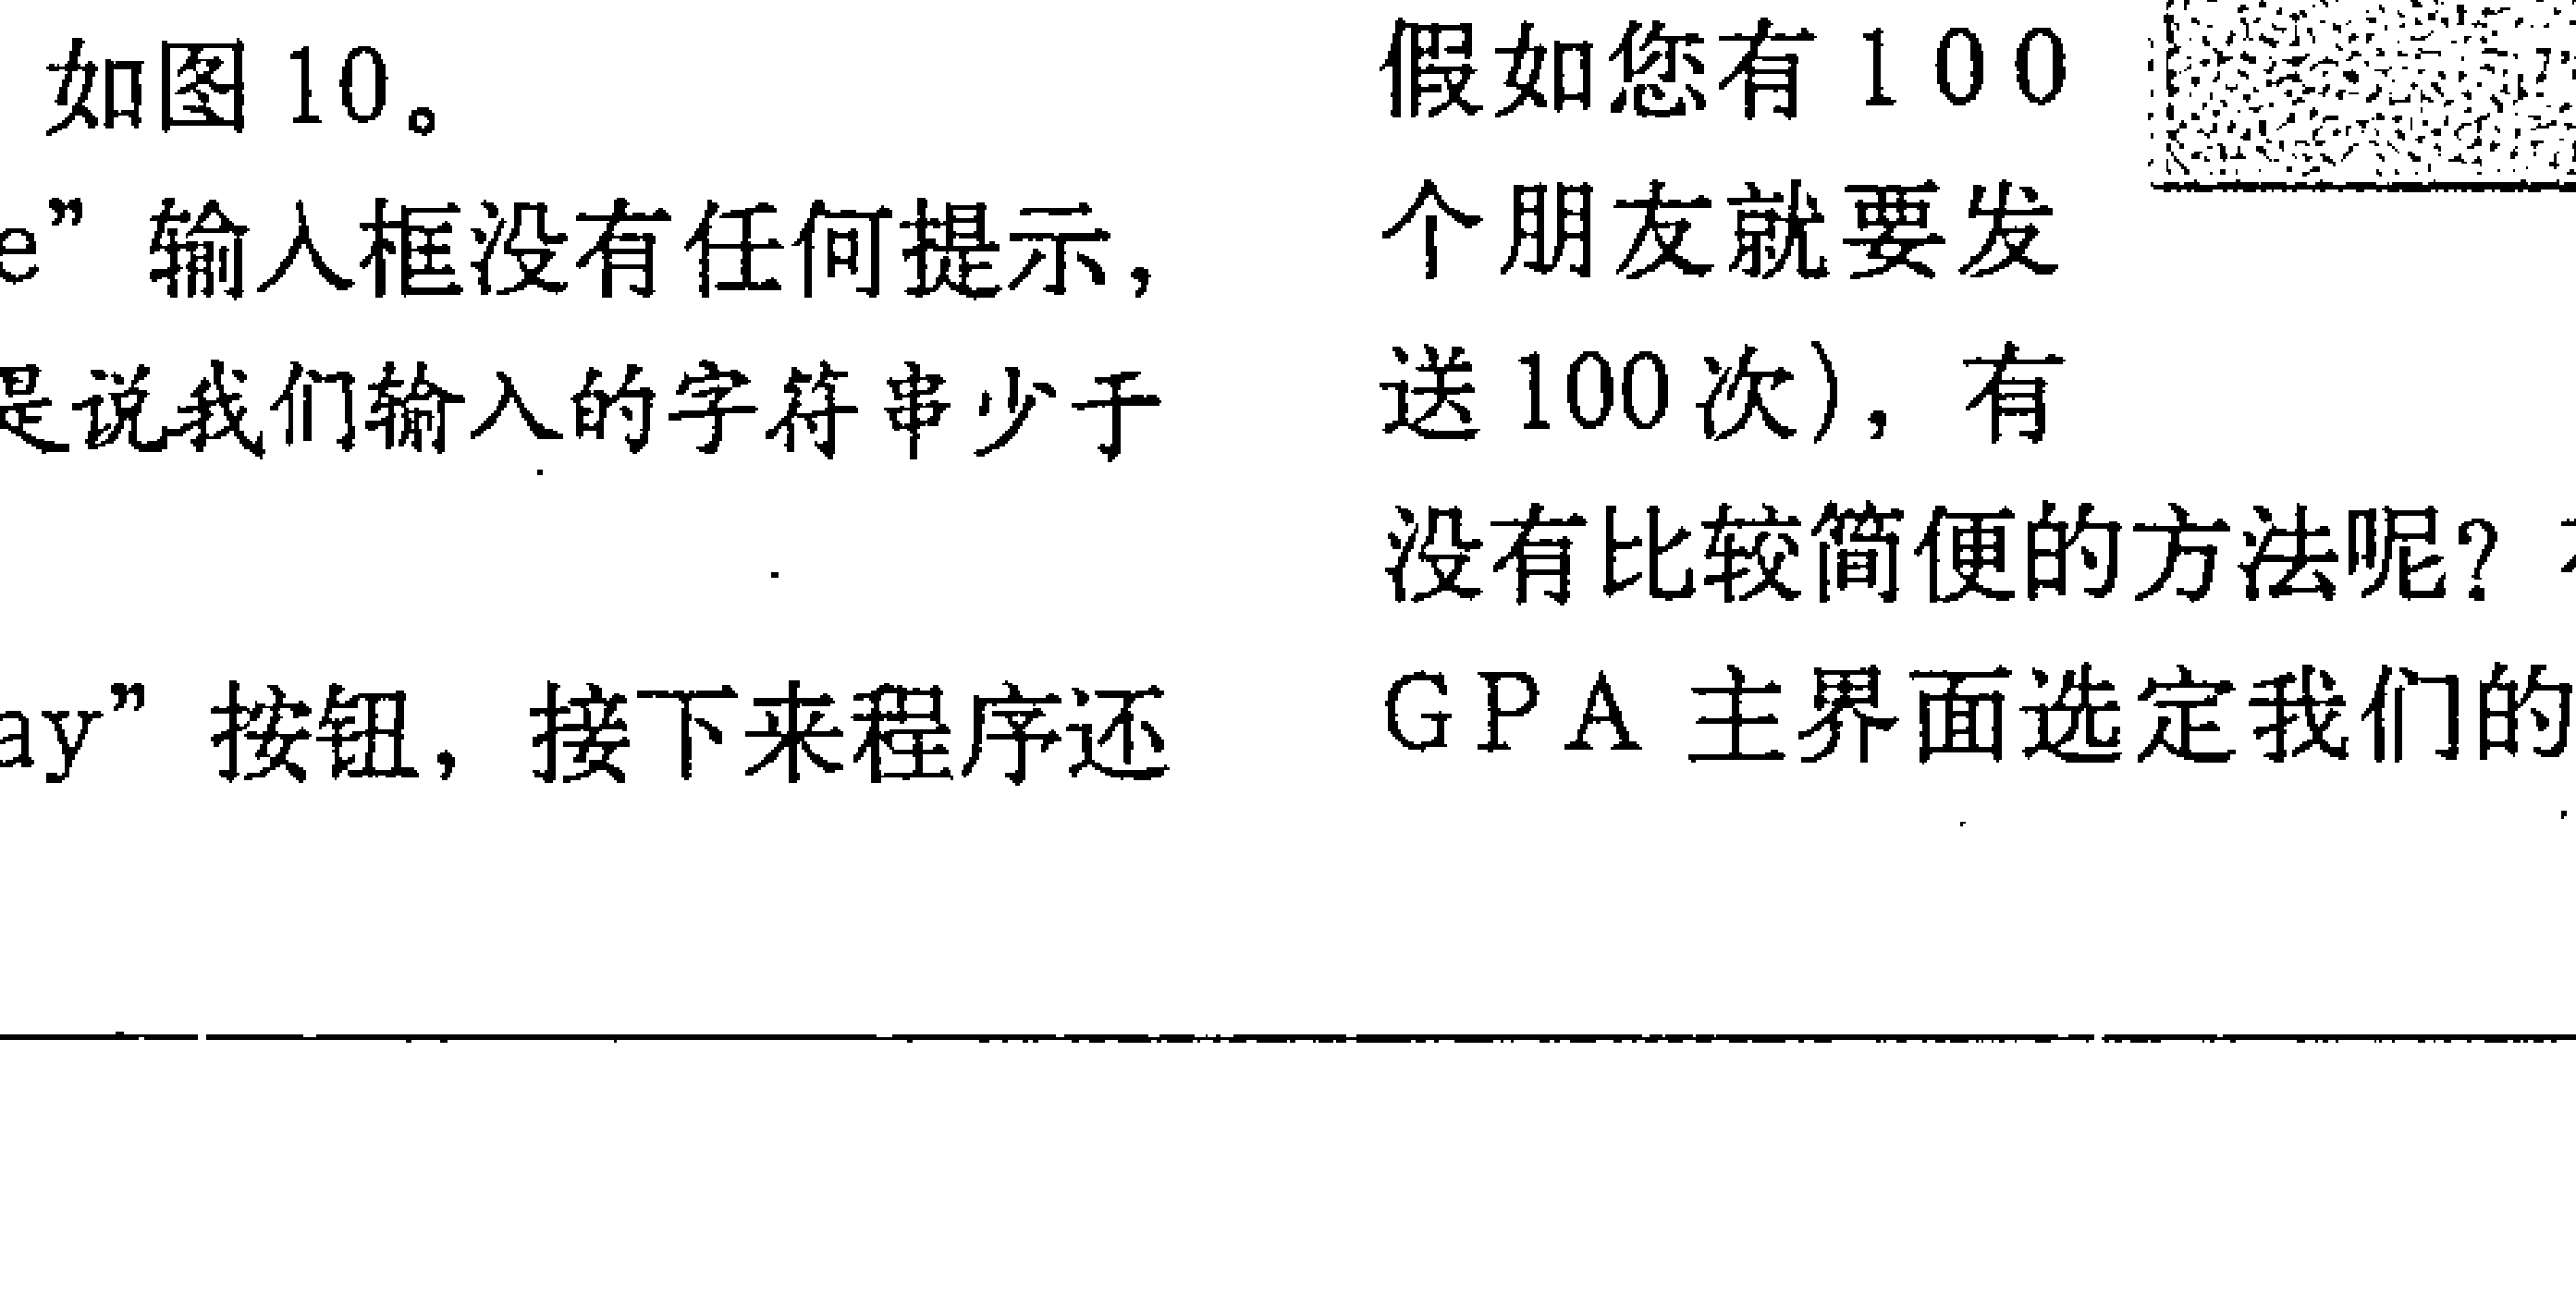 如图 10。
e” 输入框没有任何提示，
是说我们输入的字符串少于
ay” 按钮，接下来程序还
假如您有 100
个朋友就要发
送 100 次），有
没有比较简便的方法呢？
GPA 主界面选定我们的